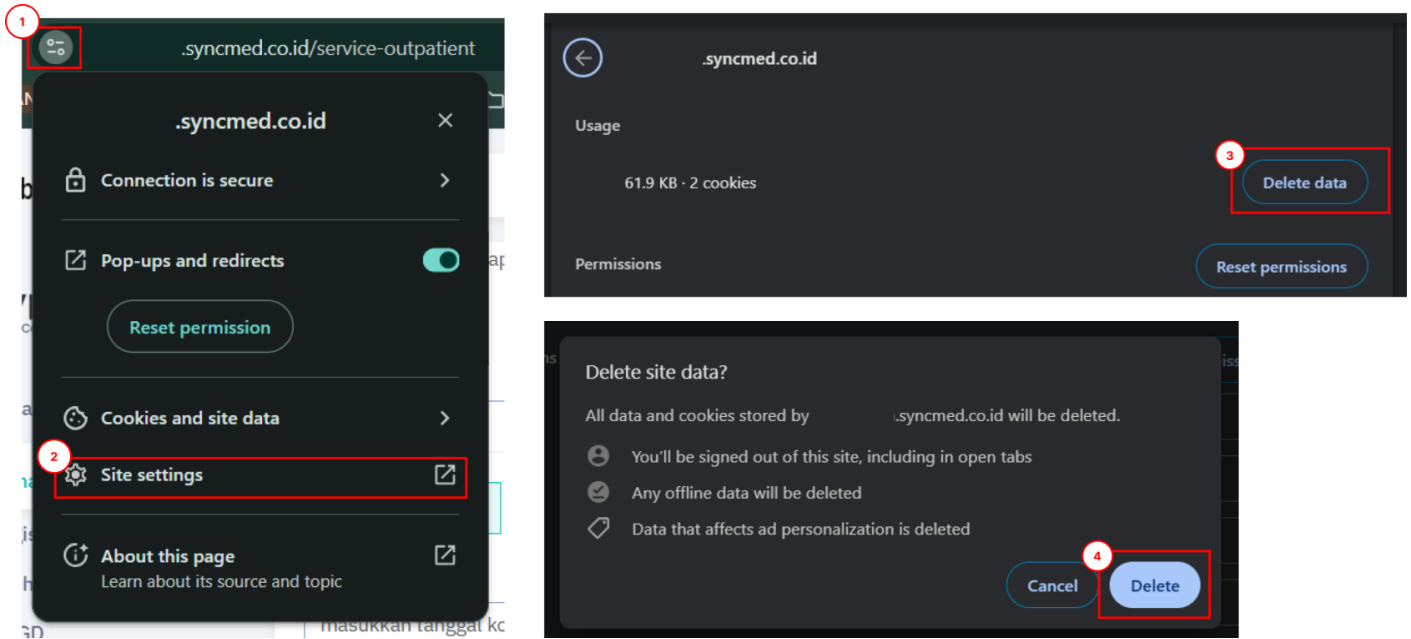 1
.syncmed.co.id/service-outpatient
.syncmed.co.id
Connection is secure
Pop-ups and redirects
Reset permission
Cookies and site data
2
Site settings
About this page
Learn about its source and topic
masukkan tanggal
.syncmed.co.id
Usage
3
61.9 KB · 2 cookies
Delete data
Permissions
Reset permissions
Delete site data?
All data and cookies stored by .syncmed.co.id will be deleted.
You'll be signed out of this site, including in open tabs
Any offline data will be deleted
Data that affects ad personalization is deleted
4
Cancel
Delete